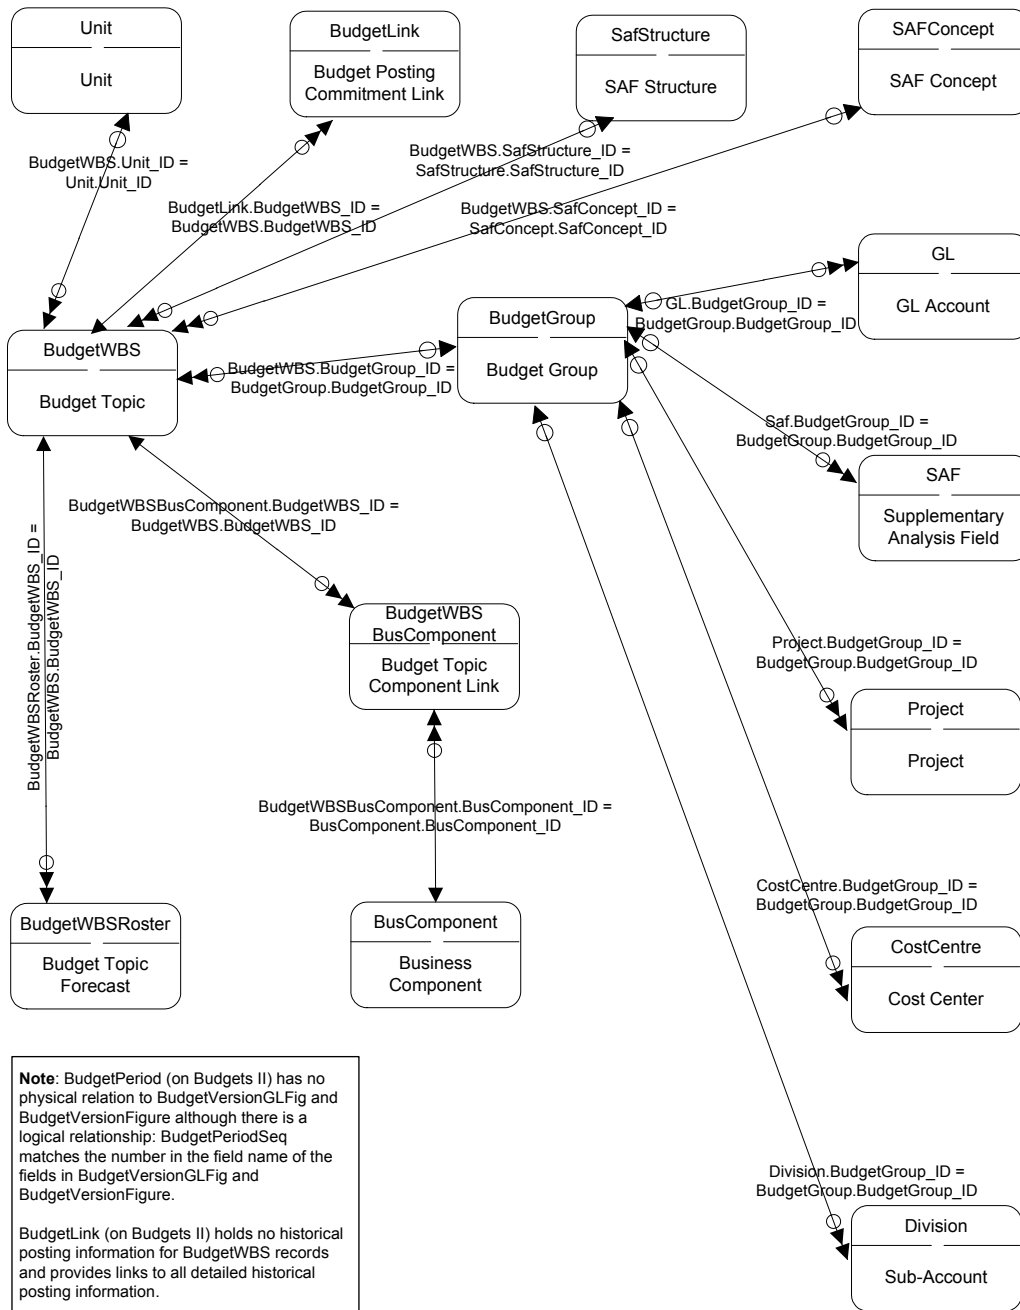 Unit
Unit
BudgetLink
Budget Posting
Commitment Link
SafStructure
SAF Structure
SAFConcept
SAF Concept
BudgetWBS.Unit_ID =
Unit.Unit_ID
BudgetLink.BudgetWBS_ID =
BudgetWBS.BudgetWBS_ID
BudgetWBS.SafStructure_ID =
SafStructure.SafStructure_ID
BudgetWBS.SafConcept_ID =
SafConcept.SafConcept_ID
GL
GL Account
GL.BudgetGroup_ID =
BudgetGroup.BudgetGroup_ID
BudgetGroup
Budget Group
BudgetWBS
Budget Topic
BudgetWBS.BudgetGroup_ID =
BudgetGroup.BudgetGroup_ID
Saf.BudgetGroup_ID =
BudgetGroup.BudgetGroup_ID
SAF
Supplementary
Analysis Field
BudgetWBSBusComponent.BudgetWBS_ID =
BudgetWBS.BudgetWBS_ID
BudgetWBSRoster.BudgetWBS_ID =
BudgetWBS.BudgetWBS_ID
BudgetWBS
BusComponent
Budget Topic
Component Link
Project.BudgetGroup_ID =
BudgetGroup.BudgetGroup_ID
Project
Project
BudgetWBSBusComponent.BusComponent_ID =
BusComponent.BusComponent_ID
CostCentre.BudgetGroup_ID =
BudgetGroup.BudgetGroup_ID
BudgetWBSRoster
Budget Topic
Forecast
BusComponent
Business
Component
CostCentre
Cost Center
Note: BudgetPeriod (on Budgets II) has no
physical relation to BudgetVersionGLFig and
BudgetVersionFigure although there is a
logical relationship: BudgetPeriodSeq
matches the number in the field name of the
fields in BudgetVersionGLFig and
BudgetVersionFigure.
BudgetLink (on Budgets II) holds no historical
posting information for BudgetWBS records
and provides links to all detailed historical
posting information.
Division.BudgetGroup_ID =
BudgetGroup.BudgetGroup_ID
Division
Sub-Account